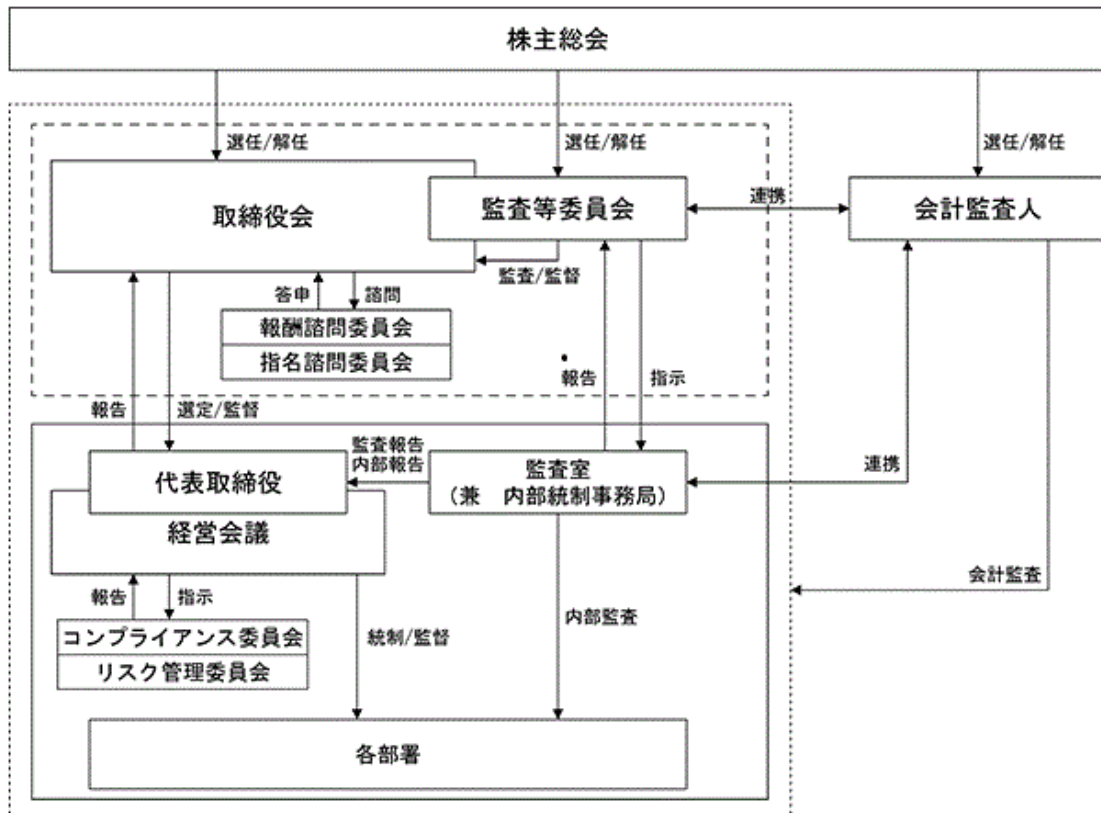 株主総会
選任/解任
選任/解任
選任/解任
取締役会
監査等委員会
連携
会計監査人
監査/監督
答申
諮問
報酬諮問委員会
指名諮問委員会
報告
指示
報告
選定/監督
監査報告
内部報告
代表取締役
監査室
(兼 内部統制事務局)
連携
経営会議
会計監査
報告
指示
内部監査
統制/監督
コンプライアンス委員会
リスク管理委員会
各部署